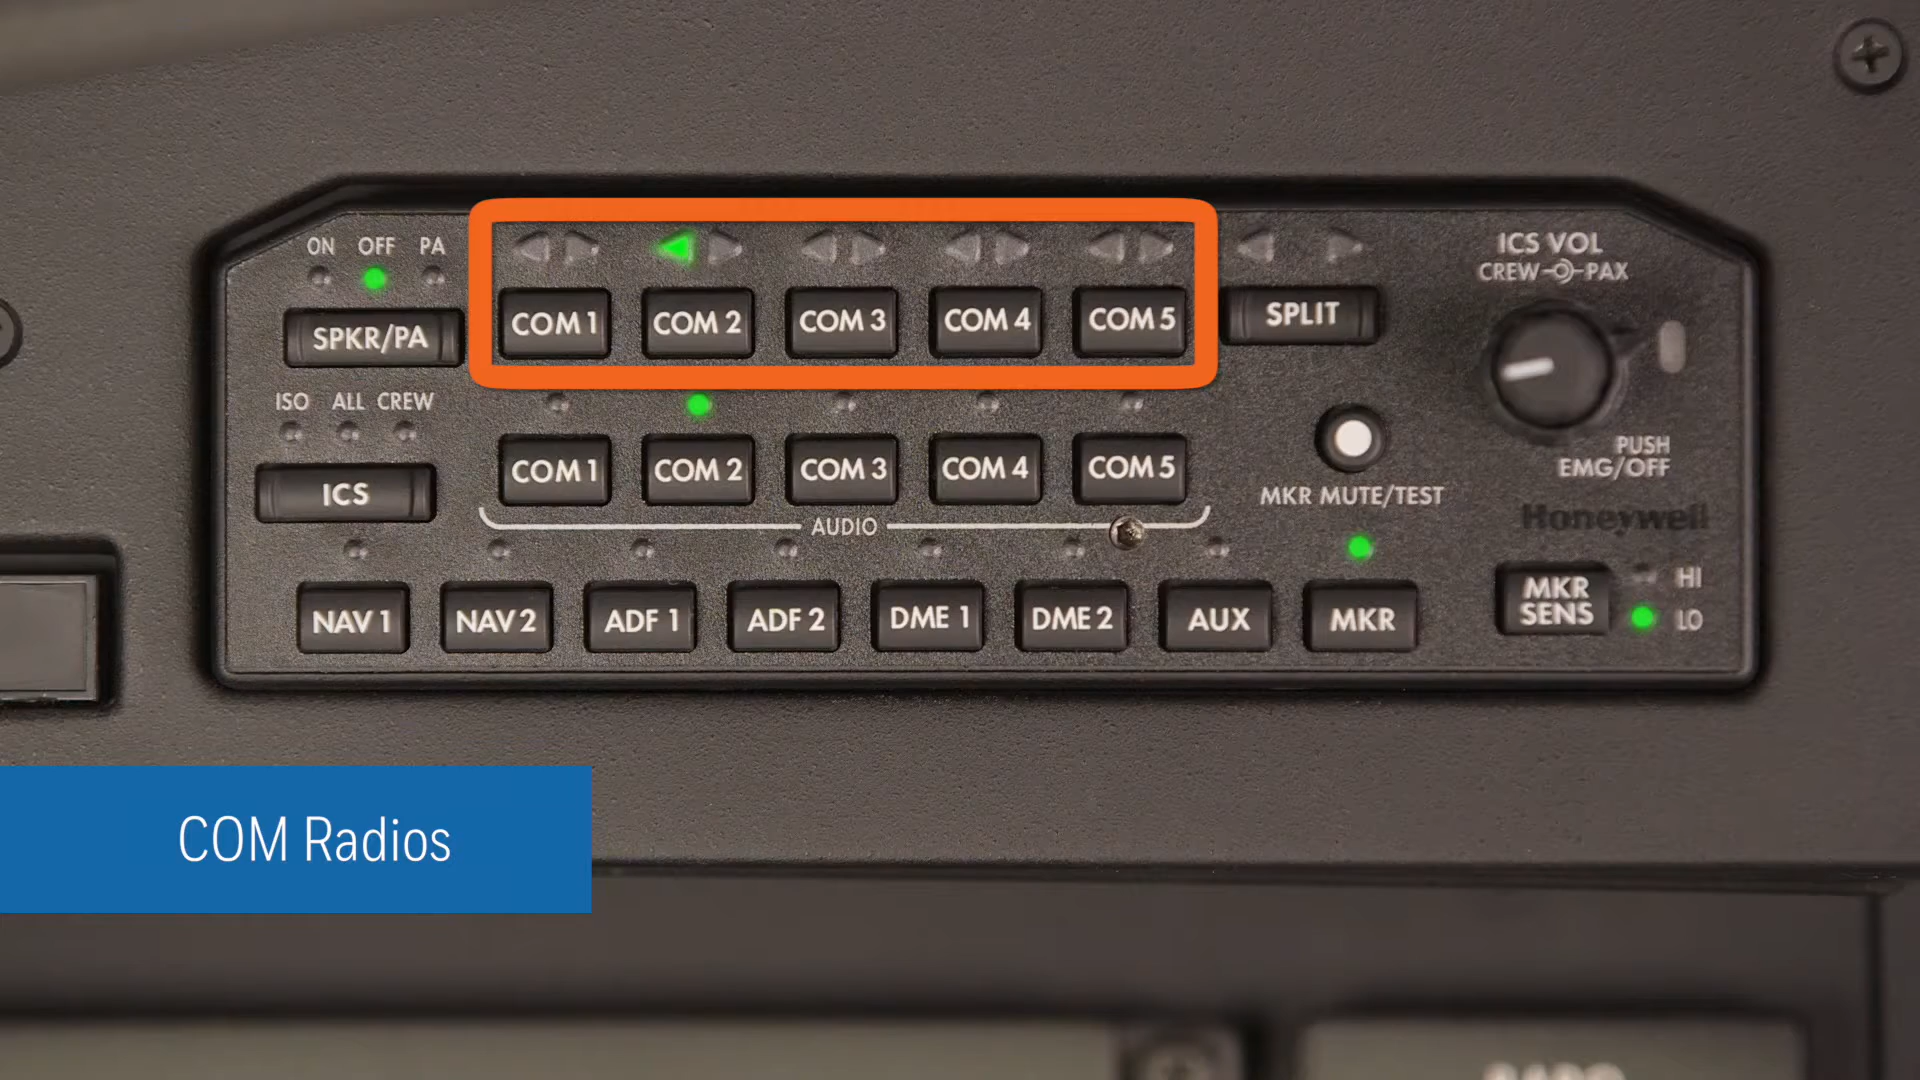 ON OFF PA
SPKR/PA
COM 1 COM 2 COM 3 COM 4 COM 5
SPLIT
ICS VOL
CREW PAX
ISO ALL CREW
ICS
COM 1 COM 2 COM 3 COM 4 COM 5
AUDIO
MKR MUTE/TEST
PUSH
EMG/OFF
Honeywell
NAV 1 NAV 2 ADF 1 ADF 2 DME 1 DME 2 AUX MKR
MKR
SENS
HI
LO
COM Radios